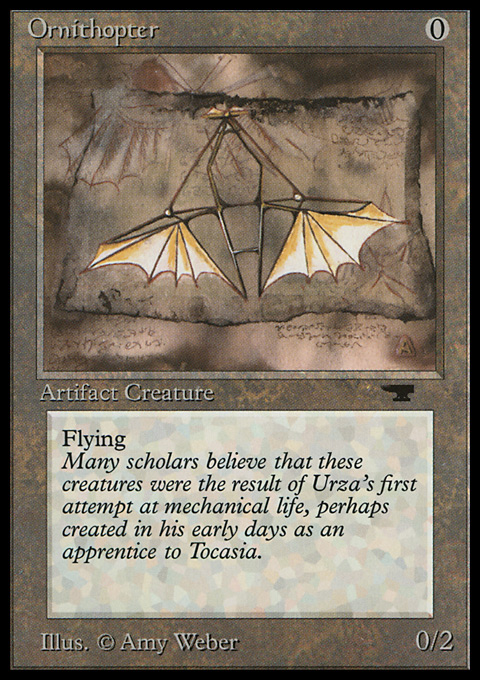 Ornithopter 0
A
Artifact Creature
Flying
Many scholars believe that these
creatures were the result of Urza's first
attempt at mechanical life, perhaps
created in his early days as an
apprentice to Tocasia.
Illus. © Amy Weber 0/2